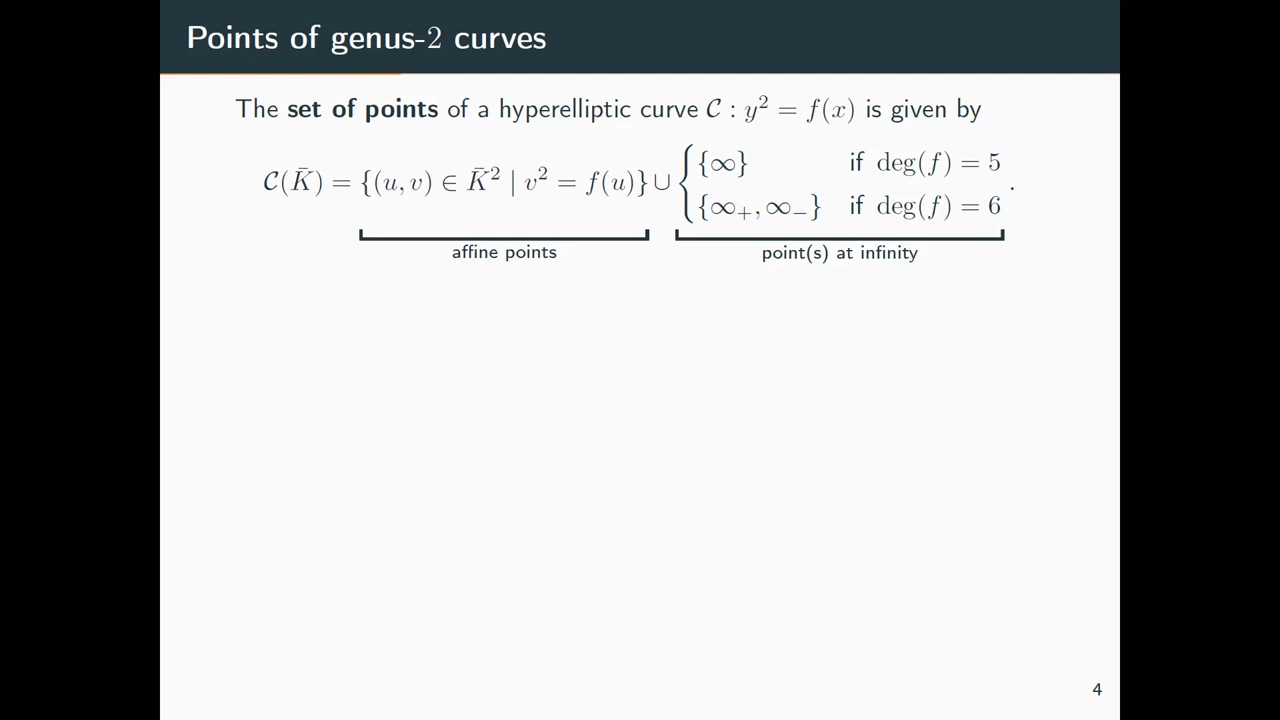 Points of genus-2 curves
The set of points of a hyperelliptic curve 𝒞 : y² = f(x) is given by
𝒞(K̄) = {(u, v) ∈ K̄² | v² = f(u)} ∪ { {∞} if deg(f) = 5
{∞₊, ∞₋} if deg(f) = 6 .
affine points point(s) at infinity
4